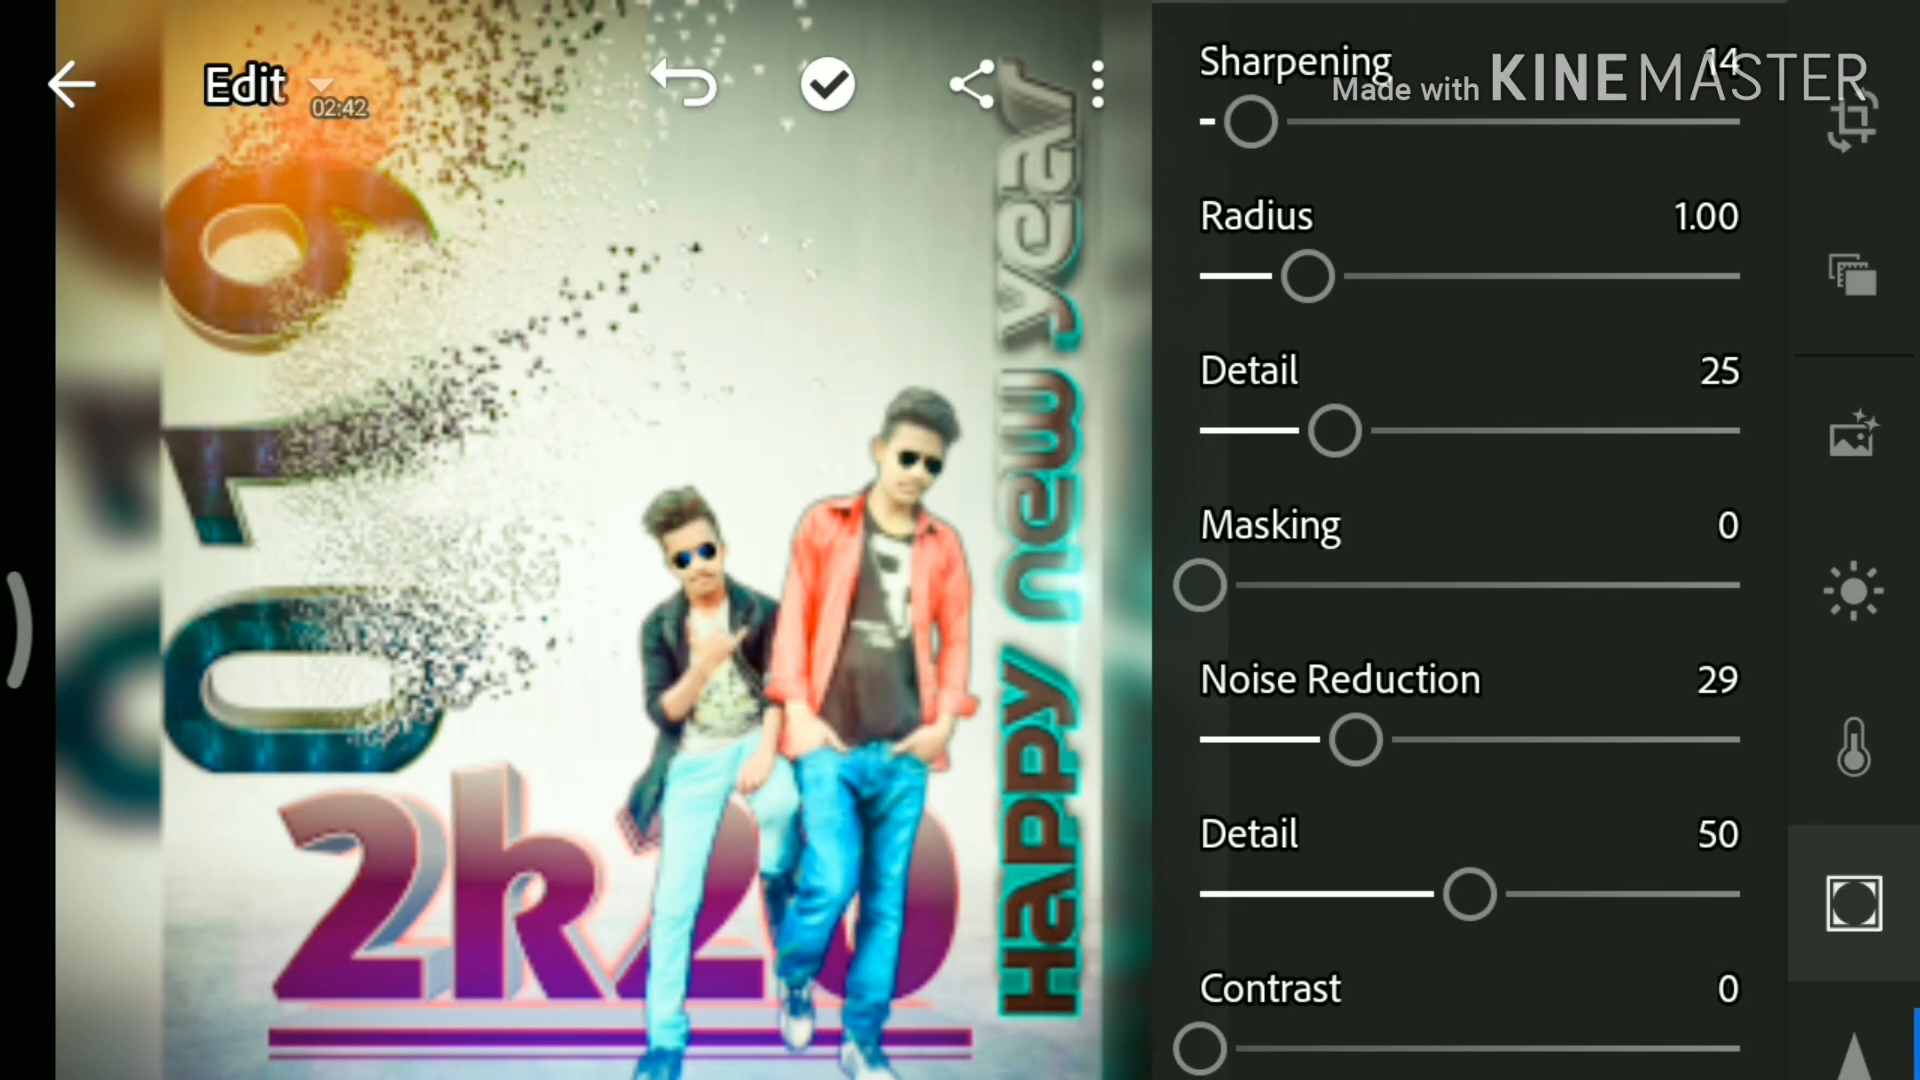 Edit
02:42
Sharpening 14
Made with KINEMASTER
Radius 1.00
Detail 25
Masking 0
Noise Reduction 29
Detail 50
Contrast 0
019
2k20
Happy new year